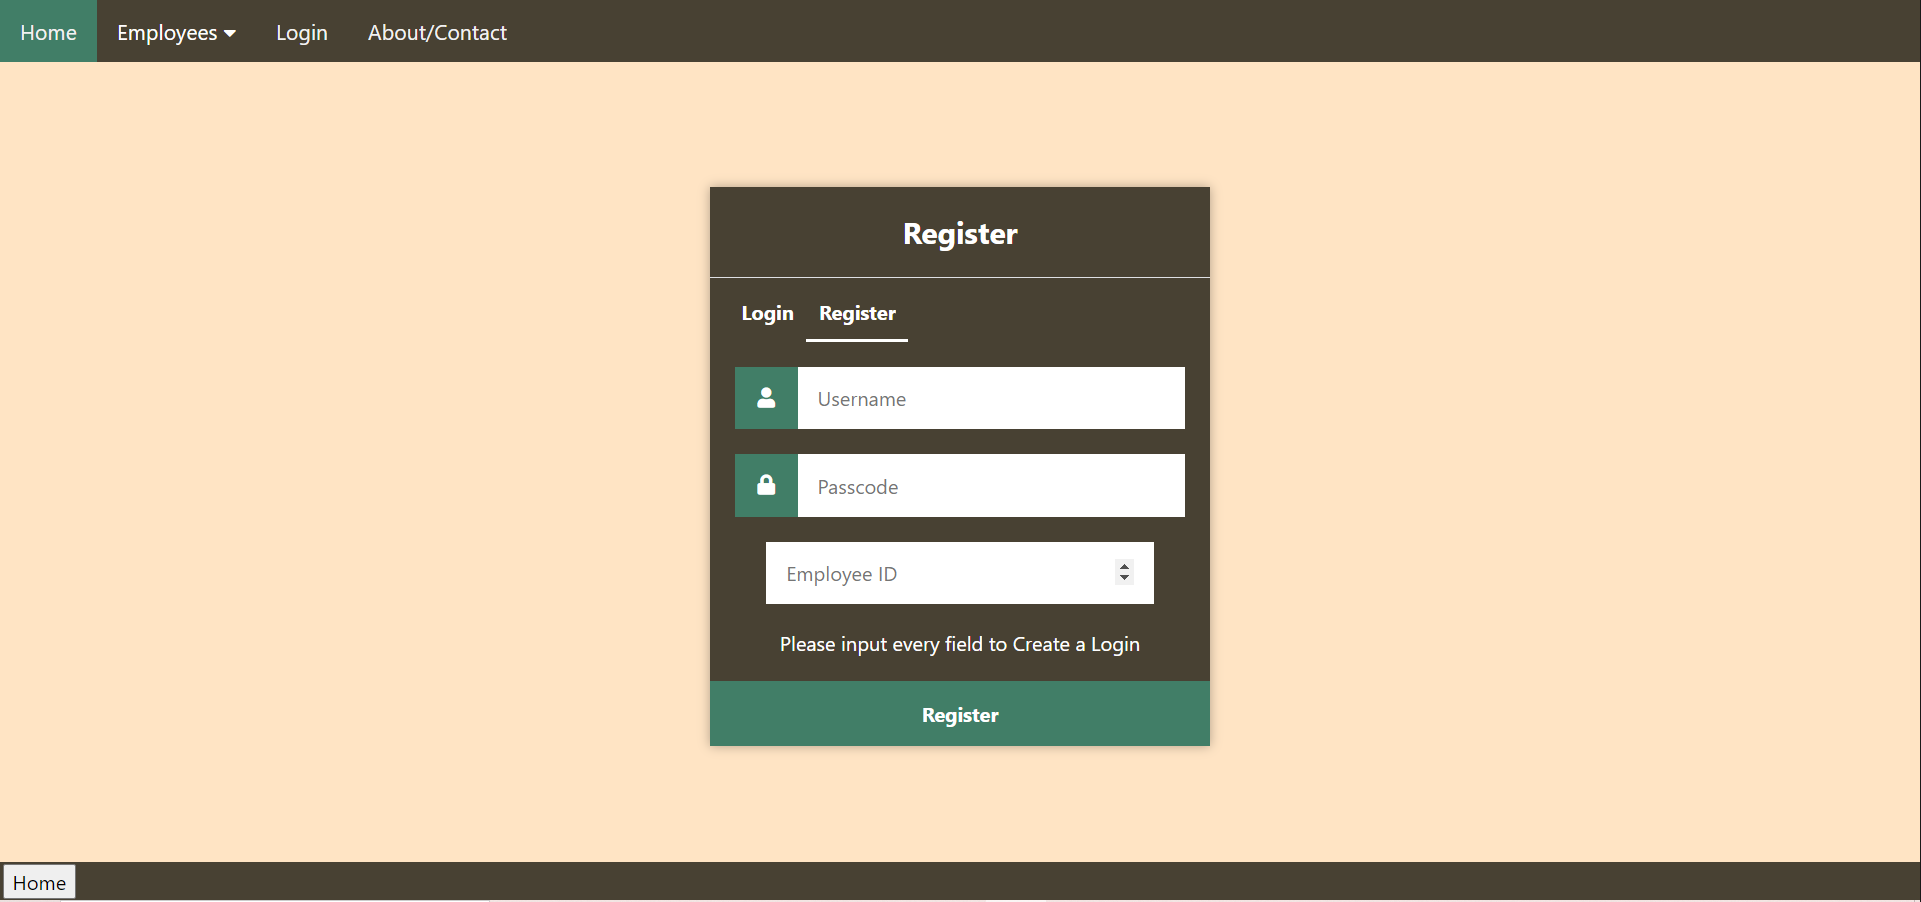 Home Employees Login About/Contact
Register
Login Register
Username
Passcode
Employee ID
Please input every field to Create a Login
Register
Home